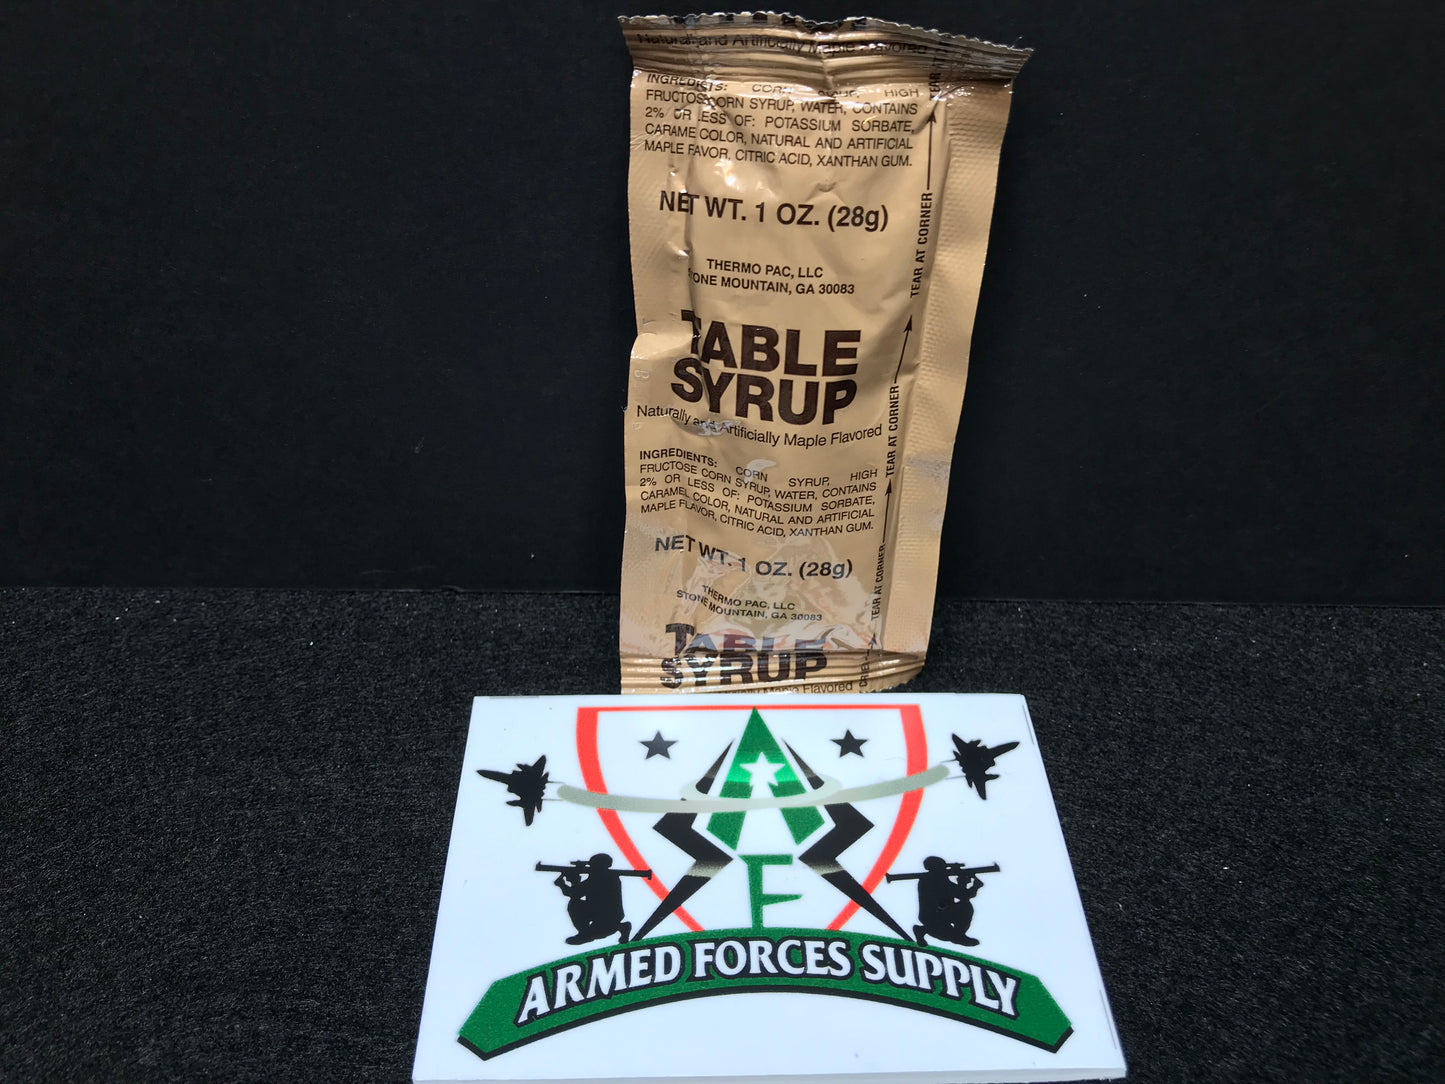 Natural and Artificially Maple Flavored
INGREDIENTS: CORN SYRUP, HIGH
FRUCTOSE CORN SYRUP, WATER, CONTAINS
2% OR LESS OF: POTASSIUM SORBATE,
CARAMEL COLOR, NATURAL AND ARTIFICIAL
MAPLE FLAVOR, CITRIC ACID, XANTHAN GUM.
NET WT. 1 OZ. (28g)
THERMO PAC, LLC
STONE MOUNTAIN, GA 30083
TABLE
SYRUP
Naturally and Artificially Maple Flavored
INGREDIENTS: CORN SYRUP, HIGH
FRUCTOSE CORN SYRUP, WATER, CONTAINS
2% OR LESS OF: POTASSIUM SORBATE,
CARAMEL COLOR, NATURAL AND ARTIFICIAL
MAPLE FLAVOR, CITRIC ACID, XANTHAN GUM.
NET WT. 1 OZ. (28g)
THERMO PAC, LLC
STONE MOUNTAIN, GA 30083
TABLE
SYRUP
Maple Flavored
TEAR AT
TEAR AT CORNER
TEAR AT CORNER
TEAR AT CORNER
A
F
ARMED FORCES SUPPLY